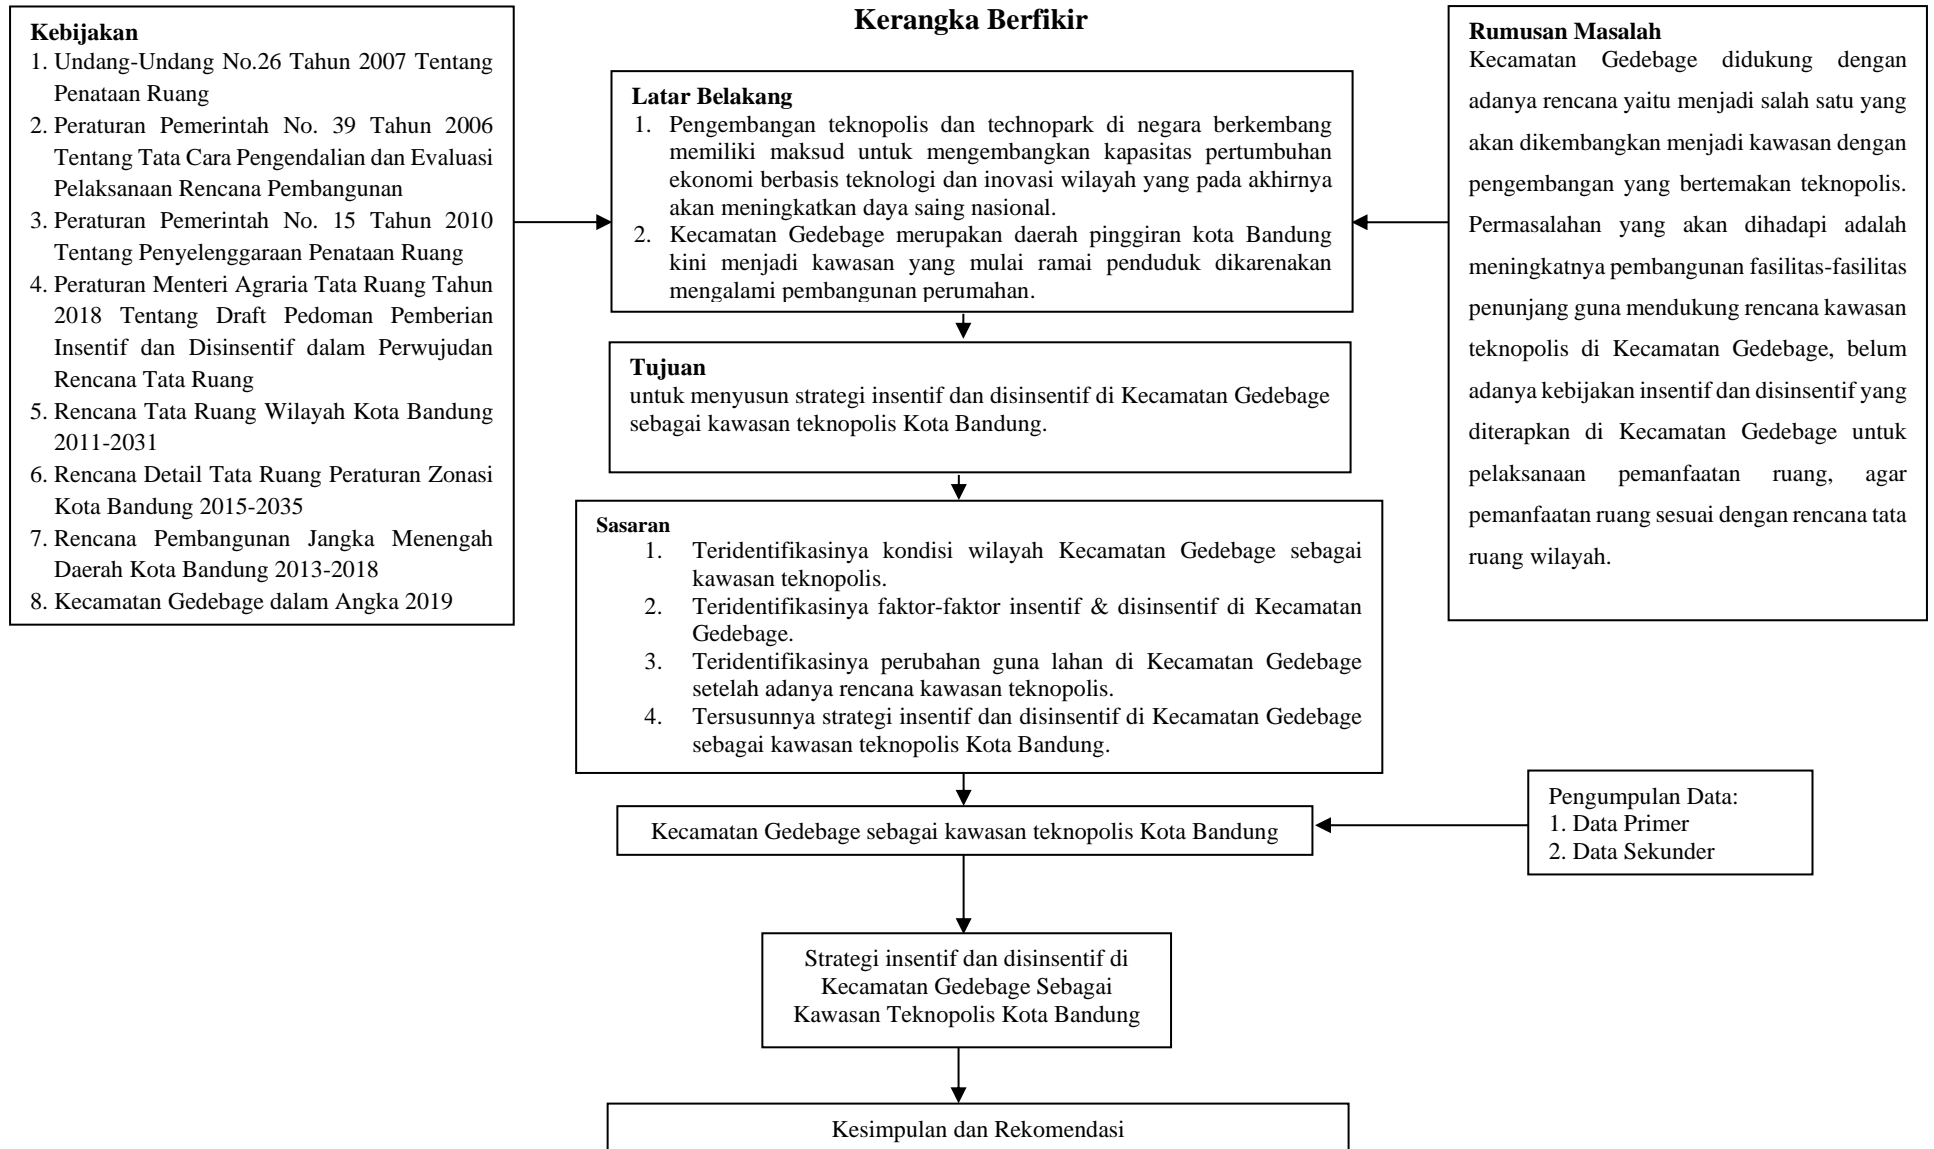 Kerangka Berfikir
Kebijakan
1. Undang-Undang No.26 Tahun 2007 Tentang
Penataan Ruang
2. Peraturan Pemerintah No. 39 Tahun 2006
Tentang Tata Cara Pengendalian dan Evaluasi
Pelaksanaan Rencana Pembangunan
3. Peraturan Pemerintah No. 15 Tahun 2010
Tentang Penyelenggaraan Penataan Ruang
4. Peraturan Menteri Agraria Tata Ruang Tahun
2018 Tentang Draft Pedoman Pemberian
Insentif dan Disinsentif dalam Perwujudan
Rencana Tata Ruang
5. Rencana Tata Ruang Wilayah Kota Bandung
2011-2031
6. Rencana Detail Tata Ruang Peraturan Zonasi
Kota Bandung 2015-2035
7. Rencana Pembangunan Jangka Menengah
Daerah Kota Bandung 2013-2018
8. Kecamatan Gedebage dalam Angka 2019
Latar Belakang
1. Pengembangan teknopolis dan technopark di negara berkembang
memiliki maksud untuk mengembangkan kapasitas pertumbuhan
ekonomi berbasis teknologi dan inovasi wilayah yang pada akhirnya
akan meningkatkan daya saing nasional.
2. Kecamatan Gedebage merupakan daerah pinggiran kota Bandung
kini menjadi kawasan yang mulai ramai penduduk dikarenakan
mengalami pembangunan perumahan.
Rumusan Masalah
Kecamatan Gedebage didukung dengan
adanya rencana yaitu menjadi salah satu yang
akan dikembangkan menjadi kawasan dengan
pengembangan yang bertemakan teknopolis.
Permasalahan yang akan dihadapi adalah
meningkatnya pembangunan fasilitas-fasilitas
penunjang guna mendukung rencana kawasan
teknopolis di Kecamatan Gedebage, belum
adanya kebijakan insentif dan disinsentif yang
diterapkan di Kecamatan Gedebage untuk
pelaksanaan pemanfaatan ruang, agar
pemanfaatan ruang sesuai dengan rencana tata
ruang wilayah.
Tujuan
untuk menyusun strategi insentif dan disinsentif di Kecamatan Gedebage
sebagai kawasan teknopolis Kota Bandung.
Sasaran
1. Teridentifikasinya kondisi wilayah Kecamatan Gedebage sebagai
kawasan teknopolis.
2. Teridentifikasinya faktor-faktor insentif & disinsentif di Kecamatan
Gedebage.
3. Teridentifikasinya perubahan guna lahan di Kecamatan Gedebage
setelah adanya rencana kawasan teknopolis.
4. Tersusunnya strategi insentif dan disinsentif di Kecamatan Gedebage
sebagai kawasan teknopolis Kota Bandung.
Kecamatan Gedebage sebagai kawasan teknopolis Kota Bandung
Pengumpulan Data:
1. Data Primer
2. Data Sekunder
Strategi insentif dan disinsentif di
Kecamatan Gedebage Sebagai
Kawasan Teknopolis Kota Bandung
Kesimpulan dan Rekomendasi